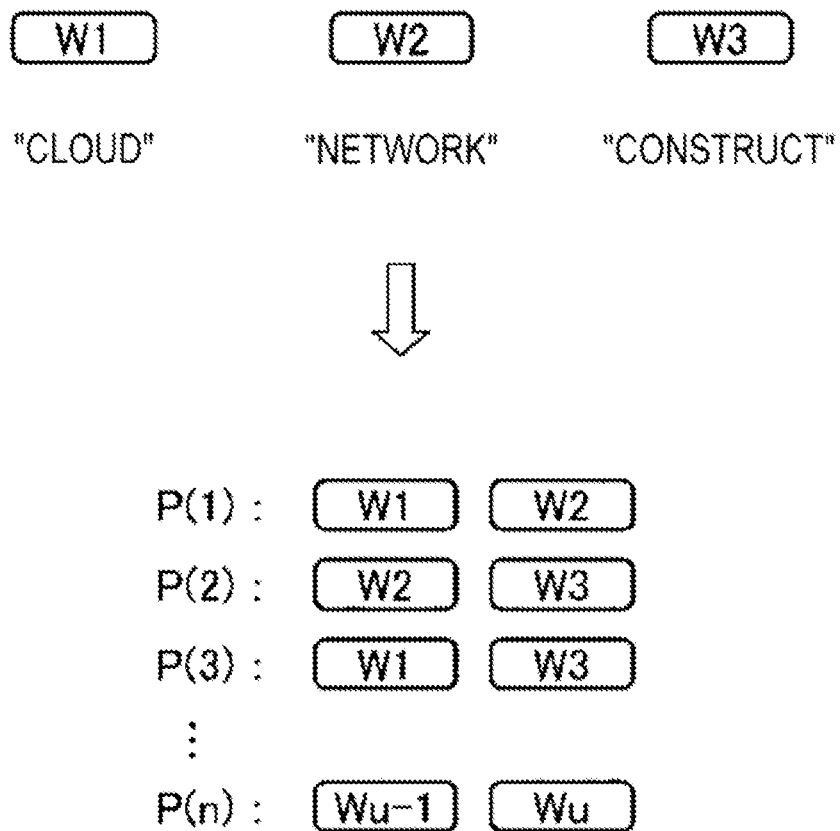 W1 W2 W3
"CLOUD" "NETWORK" "CONSTRUCT"
P(1) : W1 W2
P(2) : W2 W3
P(3) : W1 W3
⋮
P(n) : Wu-1 Wu